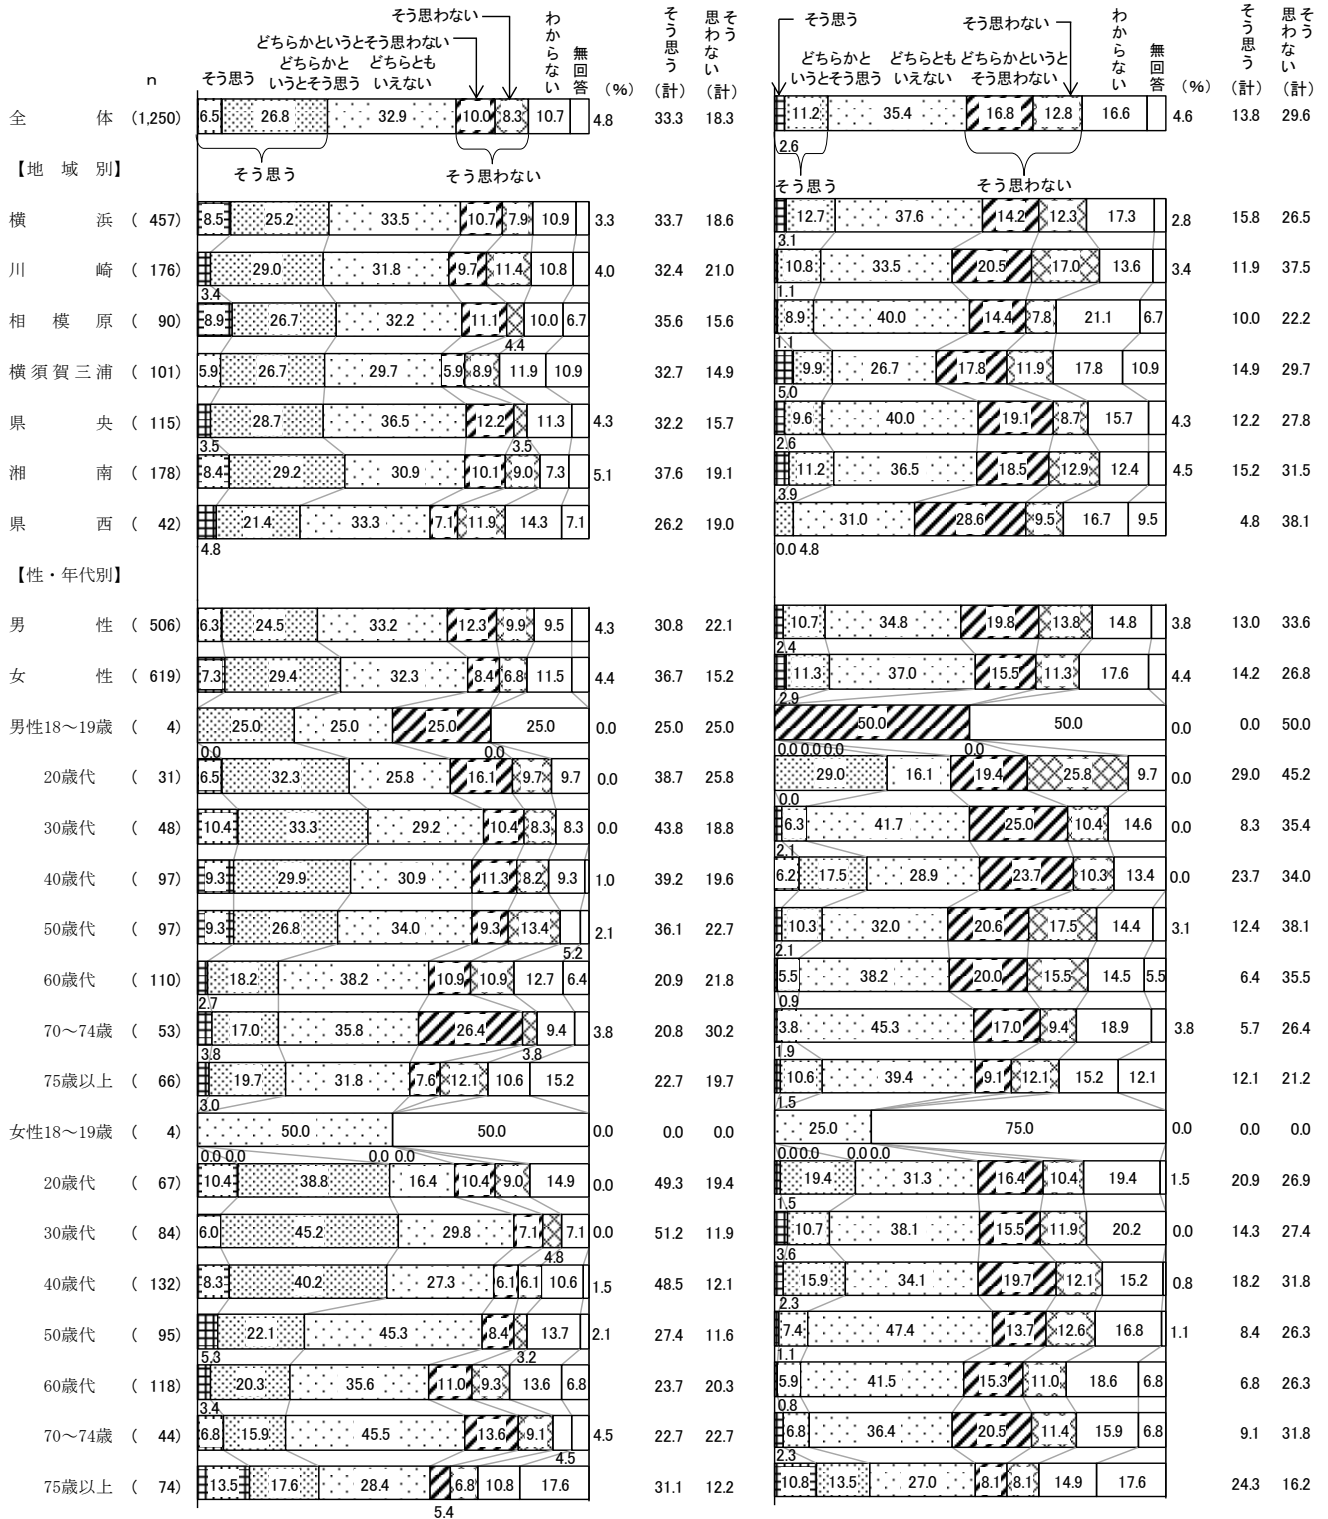 そう思わない
どちらかというとそう思わない
そう思う
どちらかというとそう思う
どちらともいえない
わからない
無回答
そう思う（計）
そう思わない（計）
そう思う
どちらかというとそう思う
どちらともいえない
どちらかというとそう思わない
そう思わない
わからない
無回答
そう思う（計）
そう思わない（計）
n （%） （%）
全体 (1,250) 6.5 26.8 32.9 10.0 8.3 10.7 4.8 33.3 18.3 2.6 11.2 35.4 16.8 12.8 16.6 4.6 13.8 29.6
そう思う そう思わない そう思う そう思わない
【地域別】
横浜 (457) 8.5 25.2 33.5 10.7 7.9 10.9 3.3 33.7 18.6 3.1 12.7 37.6 14.2 12.3 17.3 2.8 15.8 26.5
川崎 (176) 3.4 29.0 31.8 9.7 11.4 10.8 4.0 32.4 21.0 1.1 10.8 33.5 20.5 17.0 13.6 3.4 11.9 37.5
相模原 (90) 8.9 26.7 32.2 11.1 4.4 10.0 6.7 35.6 15.6 1.1 8.9 40.0 14.4 7.8 21.1 6.7 10.0 22.2
横須賀三浦 (101) 5.9 26.7 29.7 5.9 8.9 11.9 10.9 32.7 14.9 5.0 9.9 26.7 17.8 11.9 17.8 10.9 14.9 29.7
県央 (115) 3.5 28.7 36.5 12.2 3.5 11.3 4.3 32.2 15.7 2.6 9.6 40.0 19.1 8.7 15.7 4.3 12.2 27.8
湘南 (178) 8.4 29.2 30.9 10.1 9.0 7.3 5.1 37.6 19.1 3.9 11.2 36.5 18.5 12.9 12.4 4.5 15.2 31.5
県西 (42) 4.8 21.4 33.3 7.1 11.9 14.3 7.1 26.2 19.0 0.0 4.8 31.0 28.6 9.5 16.7 9.5 4.8 38.1
【性・年代別】
男性 (506) 6.3 24.5 33.2 12.3 9.9 9.5 4.3 30.8 22.1 2.4 10.7 34.8 19.8 13.8 14.8 3.8 13.0 33.6
女性 (619) 7.3 29.4 32.3 8.4 6.8 11.5 4.4 36.7 15.2 2.9 11.3 37.0 15.5 11.3 17.6 4.4 14.2 26.8
男性18～19歳 (4) 0.0 25.0 25.0 25.0 0.0 25.0 0.0 25.0 25.0 0.0 0.0 0.0 50.0 0.0 50.0 0.0 0.0 50.0
20歳代 (31) 6.5 32.3 25.8 16.1 9.7 9.7 0.0 38.7 25.8 0.0 29.0 16.1 19.4 25.8 9.7 0.0 29.0 45.2
30歳代 (48) 10.4 33.3 29.2 10.4 8.3 8.3 0.0 43.8 18.8 2.1 6.3 41.7 25.0 10.4 14.6 0.0 8.3 35.4
40歳代 (97) 9.3 29.9 30.9 11.3 8.2 9.3 1.0 39.2 19.6 6.2 17.5 28.9 23.7 10.3 13.4 0.0 23.7 34.0
50歳代 (97) 9.3 26.8 34.0 9.3 13.4 5.2 2.1 36.1 22.7 2.1 10.3 32.0 20.6 17.5 14.4 3.1 12.4 38.1
60歳代 (110) 2.7 18.2 38.2 10.9 10.9 12.7 6.4 20.9 21.8 0.9 5.5 38.2 20.0 15.5 14.5 5.5 6.4 35.5
70～74歳 (53) 3.8 17.0 35.8 26.4 3.8 9.4 3.8 20.8 30.2 1.9 3.8 45.3 17.0 9.4 18.9 3.8 5.7 26.4
75歳以上 (66) 3.0 19.7 31.8 7.6 12.1 10.6 15.2 22.7 19.7 1.5 10.6 39.4 9.1 12.1 15.2 12.1 12.1 21.2
女性18～19歳 (4) 0.0 0.0 50.0 0.0 0.0 50.0 0.0 0.0 0.0 0.0 0.0 25.0 0.0 0.0 75.0 0.0 0.0 0.0
20歳代 (67) 10.4 38.8 16.4 10.4 9.0 14.9 0.0 49.3 19.4 1.5 19.4 31.3 16.4 10.4 19.4 1.5 20.9 26.9
30歳代 (84) 6.0 45.2 29.8 7.1 4.8 7.1 0.0 51.2 11.9 3.6 10.7 38.1 15.5 11.9 20.2 0.0 14.3 27.4
40歳代 (132) 8.3 40.2 27.3 6.1 6.1 10.6 1.5 48.5 12.1 2.3 15.9 34.1 19.7 12.1 15.2 0.8 18.2 31.8
50歳代 (95) 5.3 22.1 45.3 8.4 3.2 13.7 2.1 27.4 11.6 1.1 7.4 47.4 13.7 12.6 16.8 1.1 8.4 26.3
60歳代 (118) 3.4 20.3 35.6 11.0 9.3 13.6 6.8 23.7 20.3 0.8 5.9 41.5 15.3 11.0 18.6 6.8 6.8 26.3
70～74歳 (44) 6.8 15.9 45.5 13.6 9.1 4.5 4.5 22.7 22.7 2.3 6.8 36.4 20.5 11.4 15.9 6.8 9.1 31.8
75歳以上 (74) 13.5 17.6 28.4 5.4 6.8 10.8 17.6 31.1 12.2 10.8 13.5 27.0 8.1 8.1 14.9 17.6 24.3 16.2